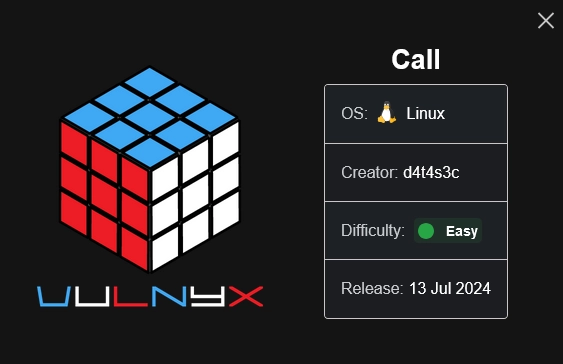 Call
OS: Linux
Creator: d4t4s3c
Difficulty: Easy
Release: 13 Jul 2024
VULNYX